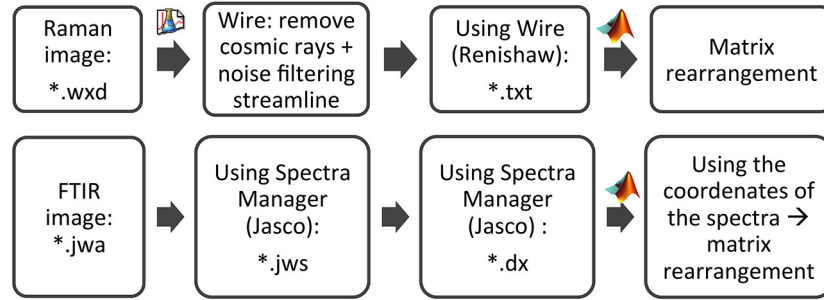 Raman
image:
*.wxd
Wire: remove
cosmic rays +
noise filtering
streamline
Using Wire
(Renishaw):
*.txt
Matrix
rearrangement
FTIR
image:
*.jwa
Using Spectra
Manager
(Jasco):
*.jws
Using Spectra
Manager
(Jasco) :
*.dx
Using the
coordenates of
the spectra →
matrix
rearrangement